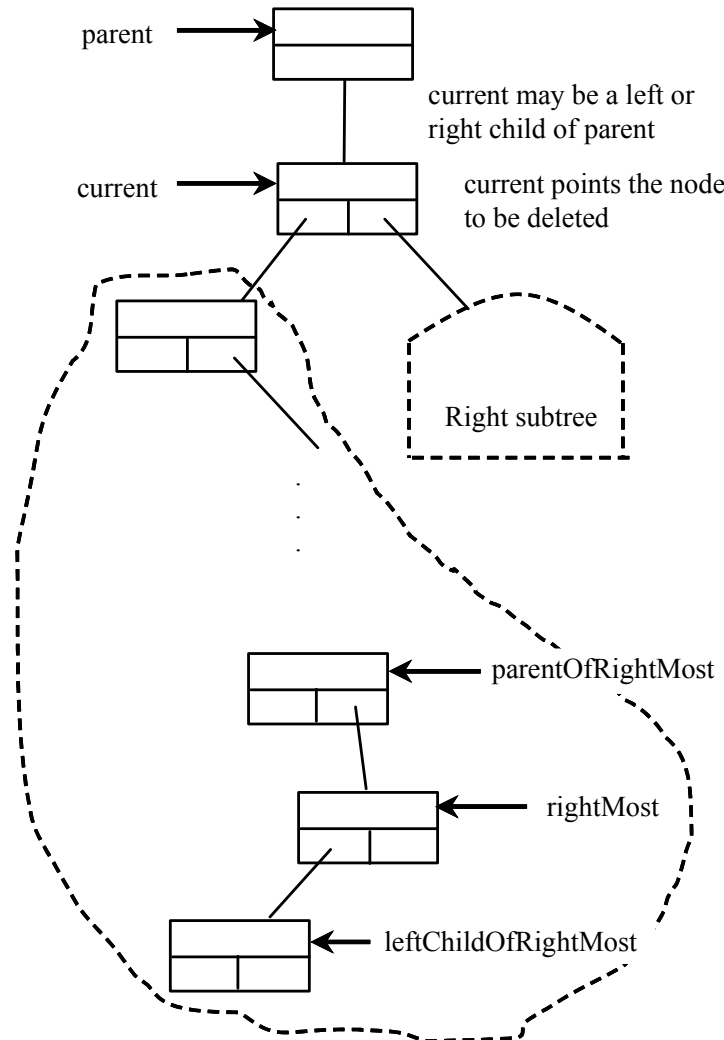 parent
current may be a left or
right child of parent
current
current points the node
to be deleted
Right subtree
parentOfRightMost
rightMost
leftChildOfRightMost